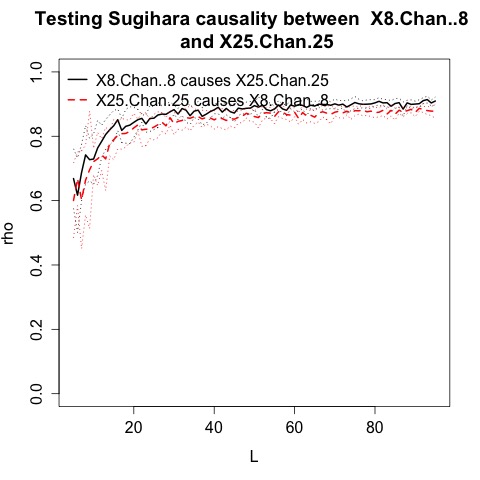 Testing Sugihara causality between  X8.Chan..8
and X25.Chan.25
X8.Chan..8 causes X25.Chan.25
X25.Chan.25 causes X8.Chan..8
rho
1.0
0.8
0.6
0.4
0.2
0.0
20 40 60 80
L